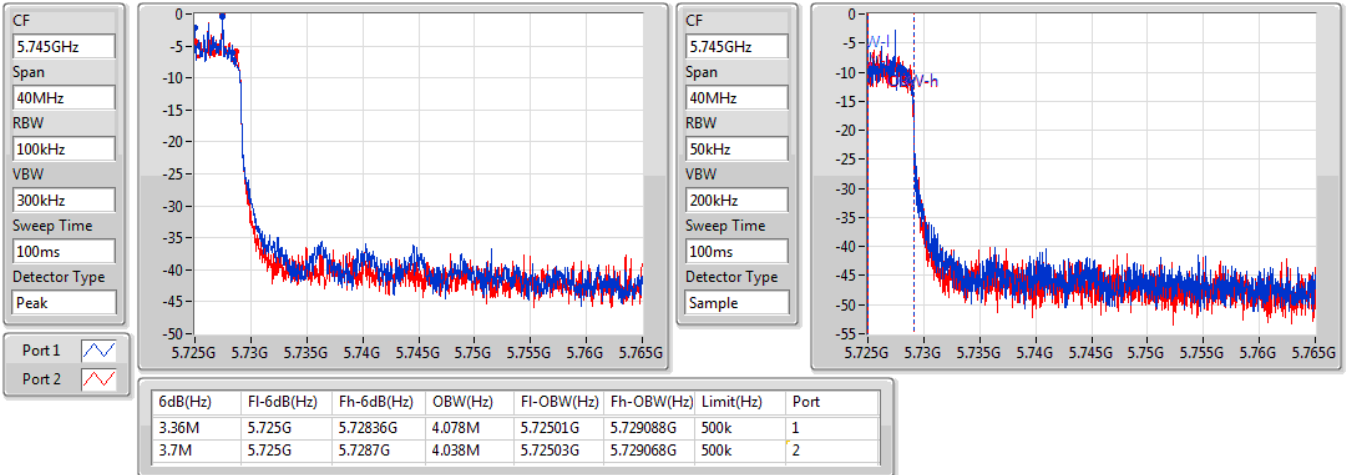 CF
5.745GHz
Span
40MHz
RBW
100kHz
VBW
300kHz
Sweep Time
100ms
Detector Type
Peak
0
-5
-10
-15
-20
-25
-30
-35
-40
-45
-50
5.725G 5.73G 5.735G 5.74G 5.745G 5.75G 5.755G 5.76G 5.765G
CF
5.745GHz
Span
40MHz
RBW
50kHz
VBW
200kHz
Sweep Time
100ms
Detector Type
Sample
0
-5
-10
-15
-20
-25
-30
-35
-40
-45
-50
-55
W-l
OBW-h
5.725G 5.73G 5.735G 5.74G 5.745G 5.75G 5.755G 5.76G 5.765G
Port 1
Port 2
6dB(Hz) Fl-6dB(Hz) Fh-6dB(Hz) OBW(Hz) Fl-OBW(Hz) Fh-OBW(Hz) Limit(Hz) Port
3.36M 5.725G 5.72836G 4.078M 5.72501G 5.729088G 500k 1
3.7M 5.725G 5.7287G 4.038M 5.72503G 5.729068G 500k 2